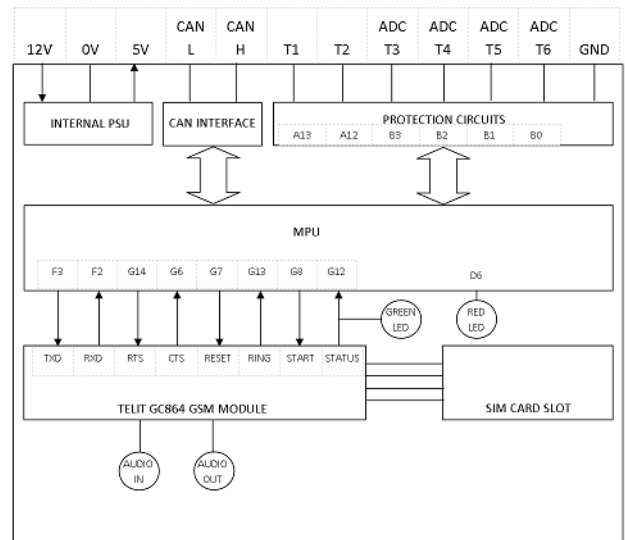 CAN CAN ADC ADC ADC ADC
12V 0V 5V L H T1 T2 T3 T4 T5 T6 GND
INTERNAL PSU
CAN INTERFACE
PROTECTION CIRCUITS
A13 A12 B3 B2 B1 B0
MPU
F3 F2 G14 G6 G7 G13 G8 G12
D6
GREEN
LED
RED
LED
TXD RXD RTS CTS RESET RING START STATUS
TELIT GC864 GSM MODULE
SIM CARD SLOT
AUDIO
IN
AUDIO
OUT